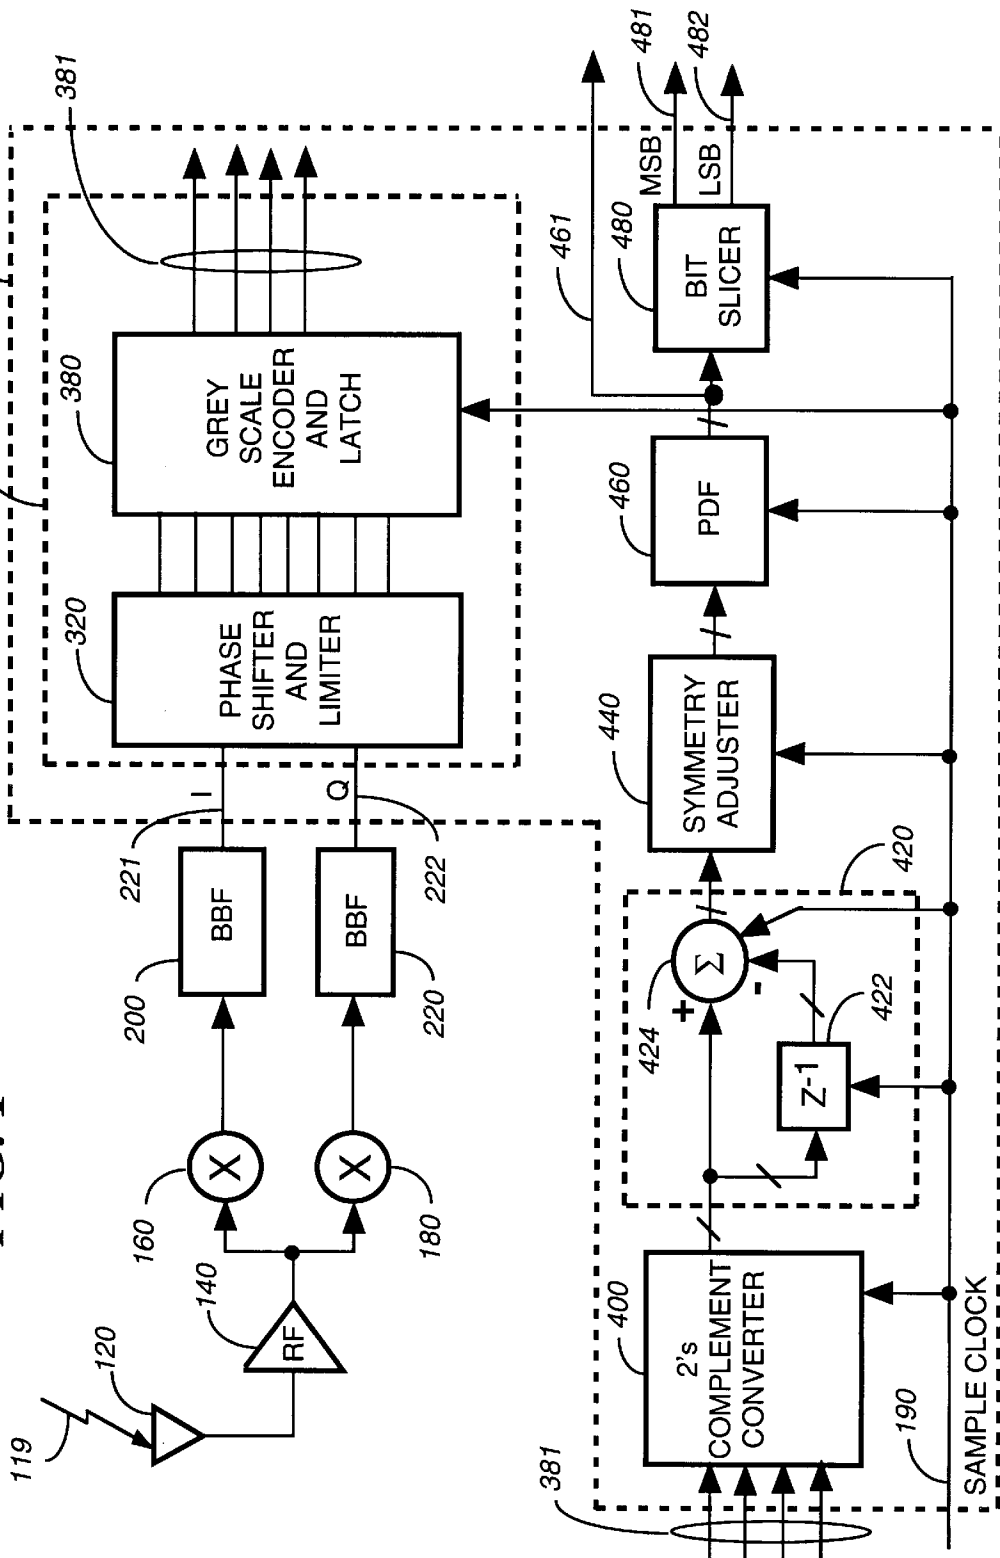 119
120
140
RF
160
X
180
X
200
BBF
220
BBF
221
I
222
Q
320
PHASE
SHIFTER
AND
LIMITER
380
GREY
SCALE
ENCODER
AND
LATCH
381
381
400
2's
COMPLEMENT
CONVERTER
420
422
Z-1
424
Σ
+
-
440
SYMMETRY
ADJUSTER
460
PDF
461
480
BIT
SLICER
MSB
481
LSB
482
190
SAMPLE CLOCK